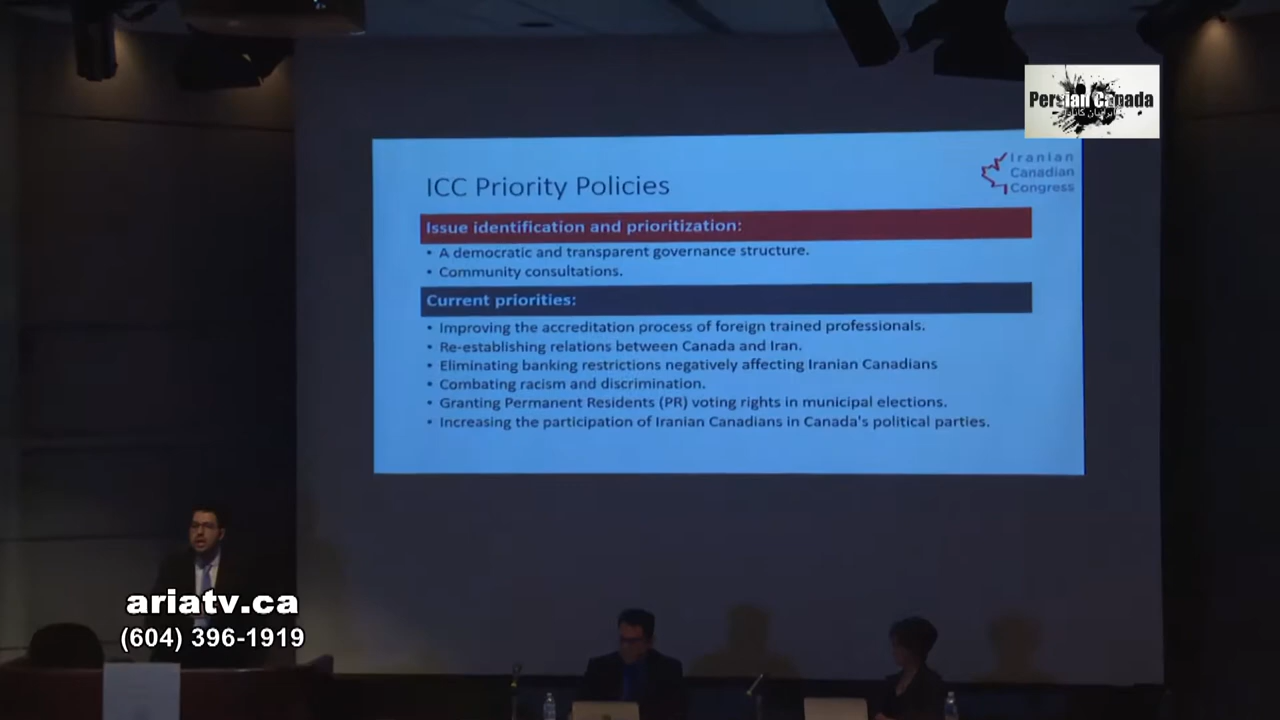 Persian Canada
ایرانیان کانادا
ICC Priority Policies
Iranian
Canadian
Congress
Issue identification and prioritization:
• A democratic and transparent governance structure.
• Community consultations.
Current priorities:
• Improving the accreditation process of foreign trained professionals.
• Re-establishing relations between Canada and Iran.
• Eliminating banking restrictions negatively affecting Iranian Canadians
• Combating racism and discrimination.
• Granting Permanent Residents (PR) voting rights in municipal elections.
• Increasing the participation of Iranian Canadians in Canada's political parties.
ariatv.ca
(604) 396-1919